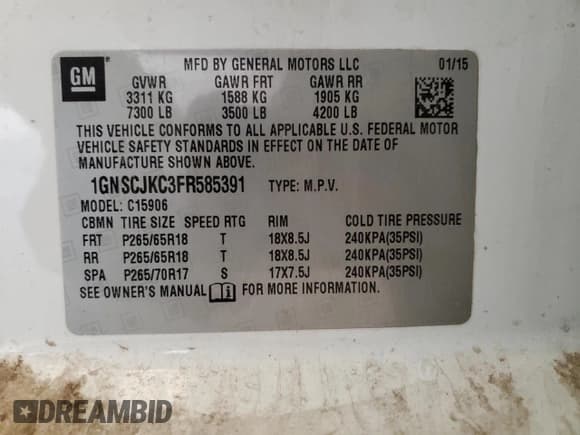 GM
MFD BY GENERAL MOTORS LLC 01/15
GVWR GAWR FRT GAWR RR
3311 KG 1588 KG 1905 KG
7300 LB 3500 LB 4200 LB
THIS VEHICLE CONFORMS TO ALL APPLICABLE U.S. FEDERAL MOTOR
VEHICLE SAFETY STANDARDS IN EFFECT ON THE DATE OF
MANUFACTURE SHOWN ABOVE.
1GNSCJKC3FR585391 TYPE: M.P.V.
MODEL: C15906
CBMN TIRE SIZE SPEED RTG RIM COLD TIRE PRESSURE
FRT P265/65R18 T 18X8.5J 240KPA(35PSI)
RR P265/65R18 T 18X8.5J 240KPA(35PSI)
SPA P265/70R17 S 17X7.5J 240KPA(35PSI)
SEE OWNER'S MANUAL FOR MORE INFORMATION.
DREAMBID